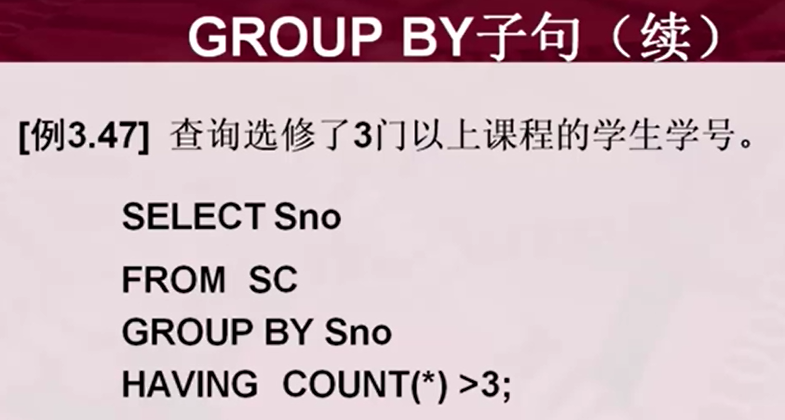 GROUP BY子句（续）
[例3.47] 查询选修了3门以上课程的学生学号。
SELECT Sno
FROM SC
GROUP BY Sno
HAVING COUNT(*) >3;